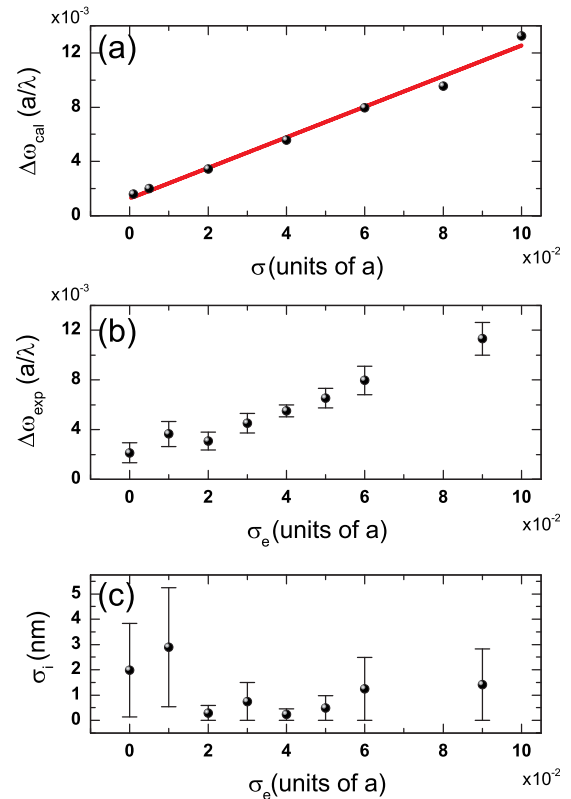 x10⁻³
(a)
Δω_cal (a/λ)
12
8
4
0
0 2 4 6 8 10
x10⁻²
σ(units of a)
x10⁻³
(b)
Δω_exp (a/λ)
12
8
4
0
0 2 4 6 8 10
x10⁻²
σ_e(units of a)
(c)
σ_i(nm)
5
4
3
2
1
0
0 2 4 6 8 10
x10⁻²
σ_e(units of a)